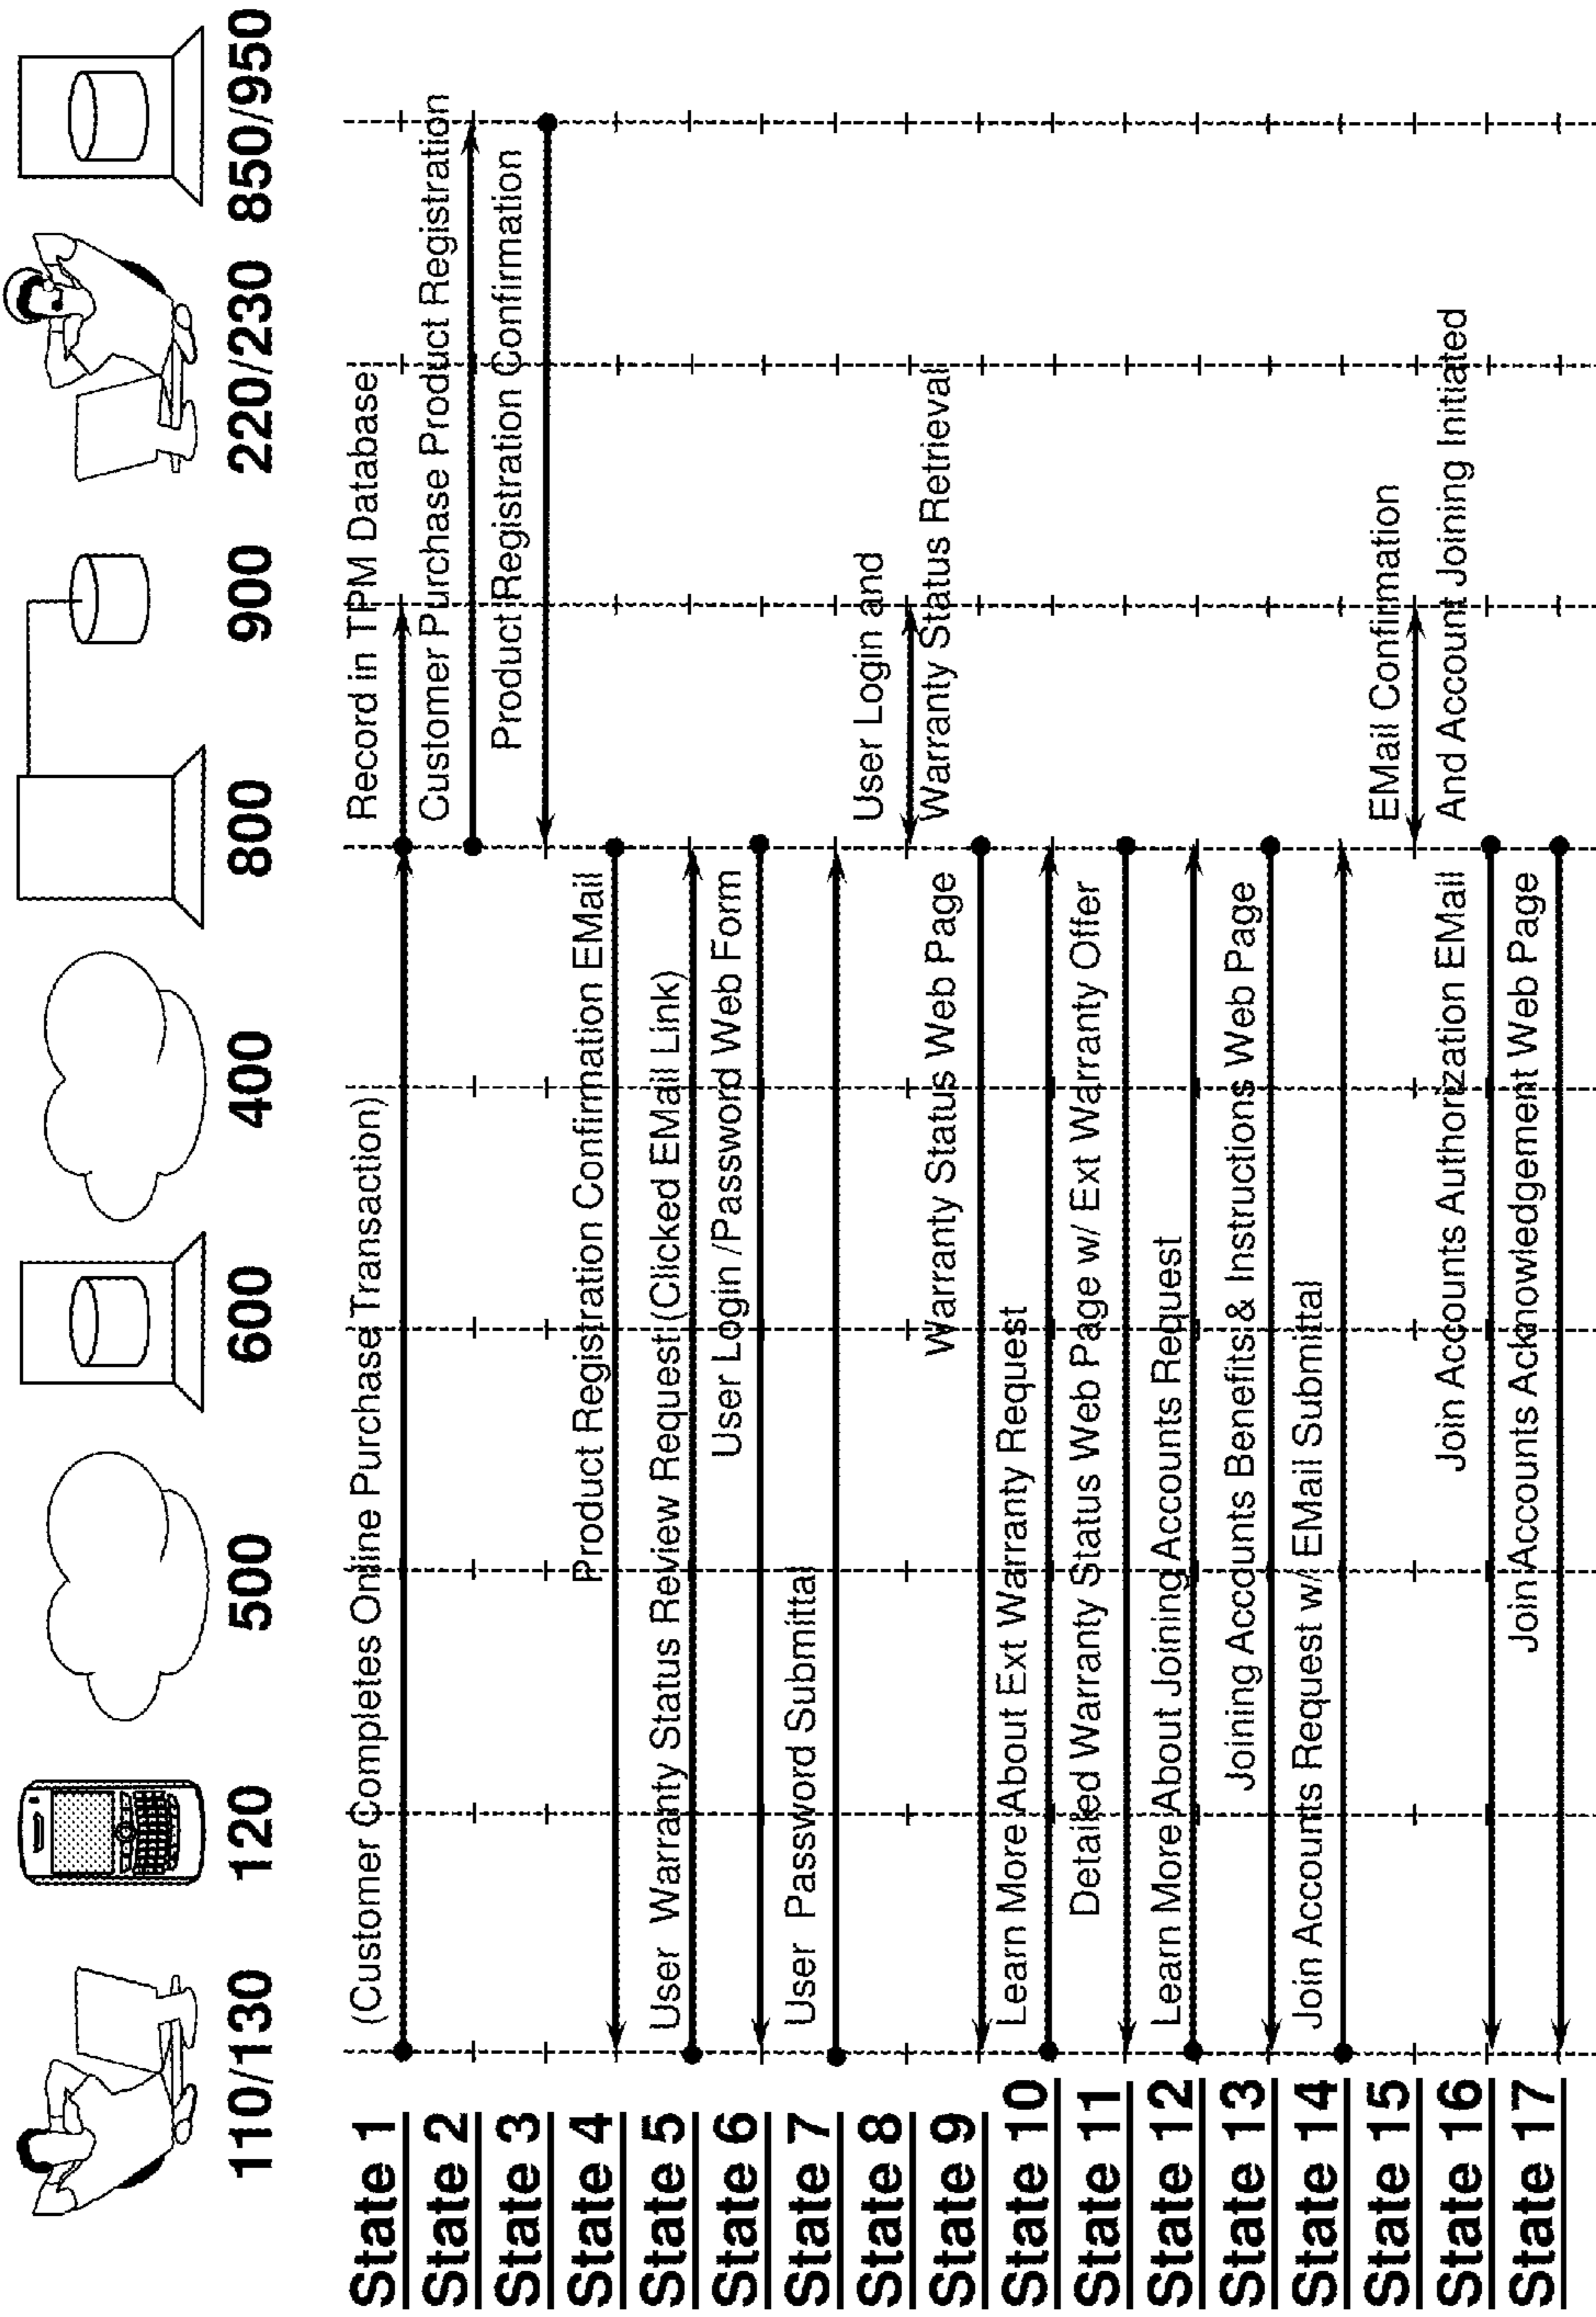 110/130 120 500 600 400 800 900 220/230 850/950
State 1
(Customer Completes Online Purchase Transaction)
Record in TPM Database
State 2
Customer Purchase Product Registration
State 3
Product Registration Confirmation
State 4
Product Registration Confirmation EMail
State 5
User Warranty Status Review Request (Clicked EMail Link)
State 6
User Login /Password Web Form
State 7
User Password Submittal
State 8
User Login and
Warranty Status Retrieval
State 9
Warranty Status Web Page
State 10
Learn More About Ext Warranty Request
State 11
Detailed Warranty Status Web Page w/ Ext Warranty Offer
State 12
Learn More About Joining Accounts Request
State 13
Joining Accounts Benefits & Instructions Web Page
State 14
Join Accounts Request w/ EMail Submittal
State 15
EMail Confirmation
And Account Joining Initiated
State 16
Join Accounts Authorization EMail
State 17
Join Accounts Acknowledgement Web Page